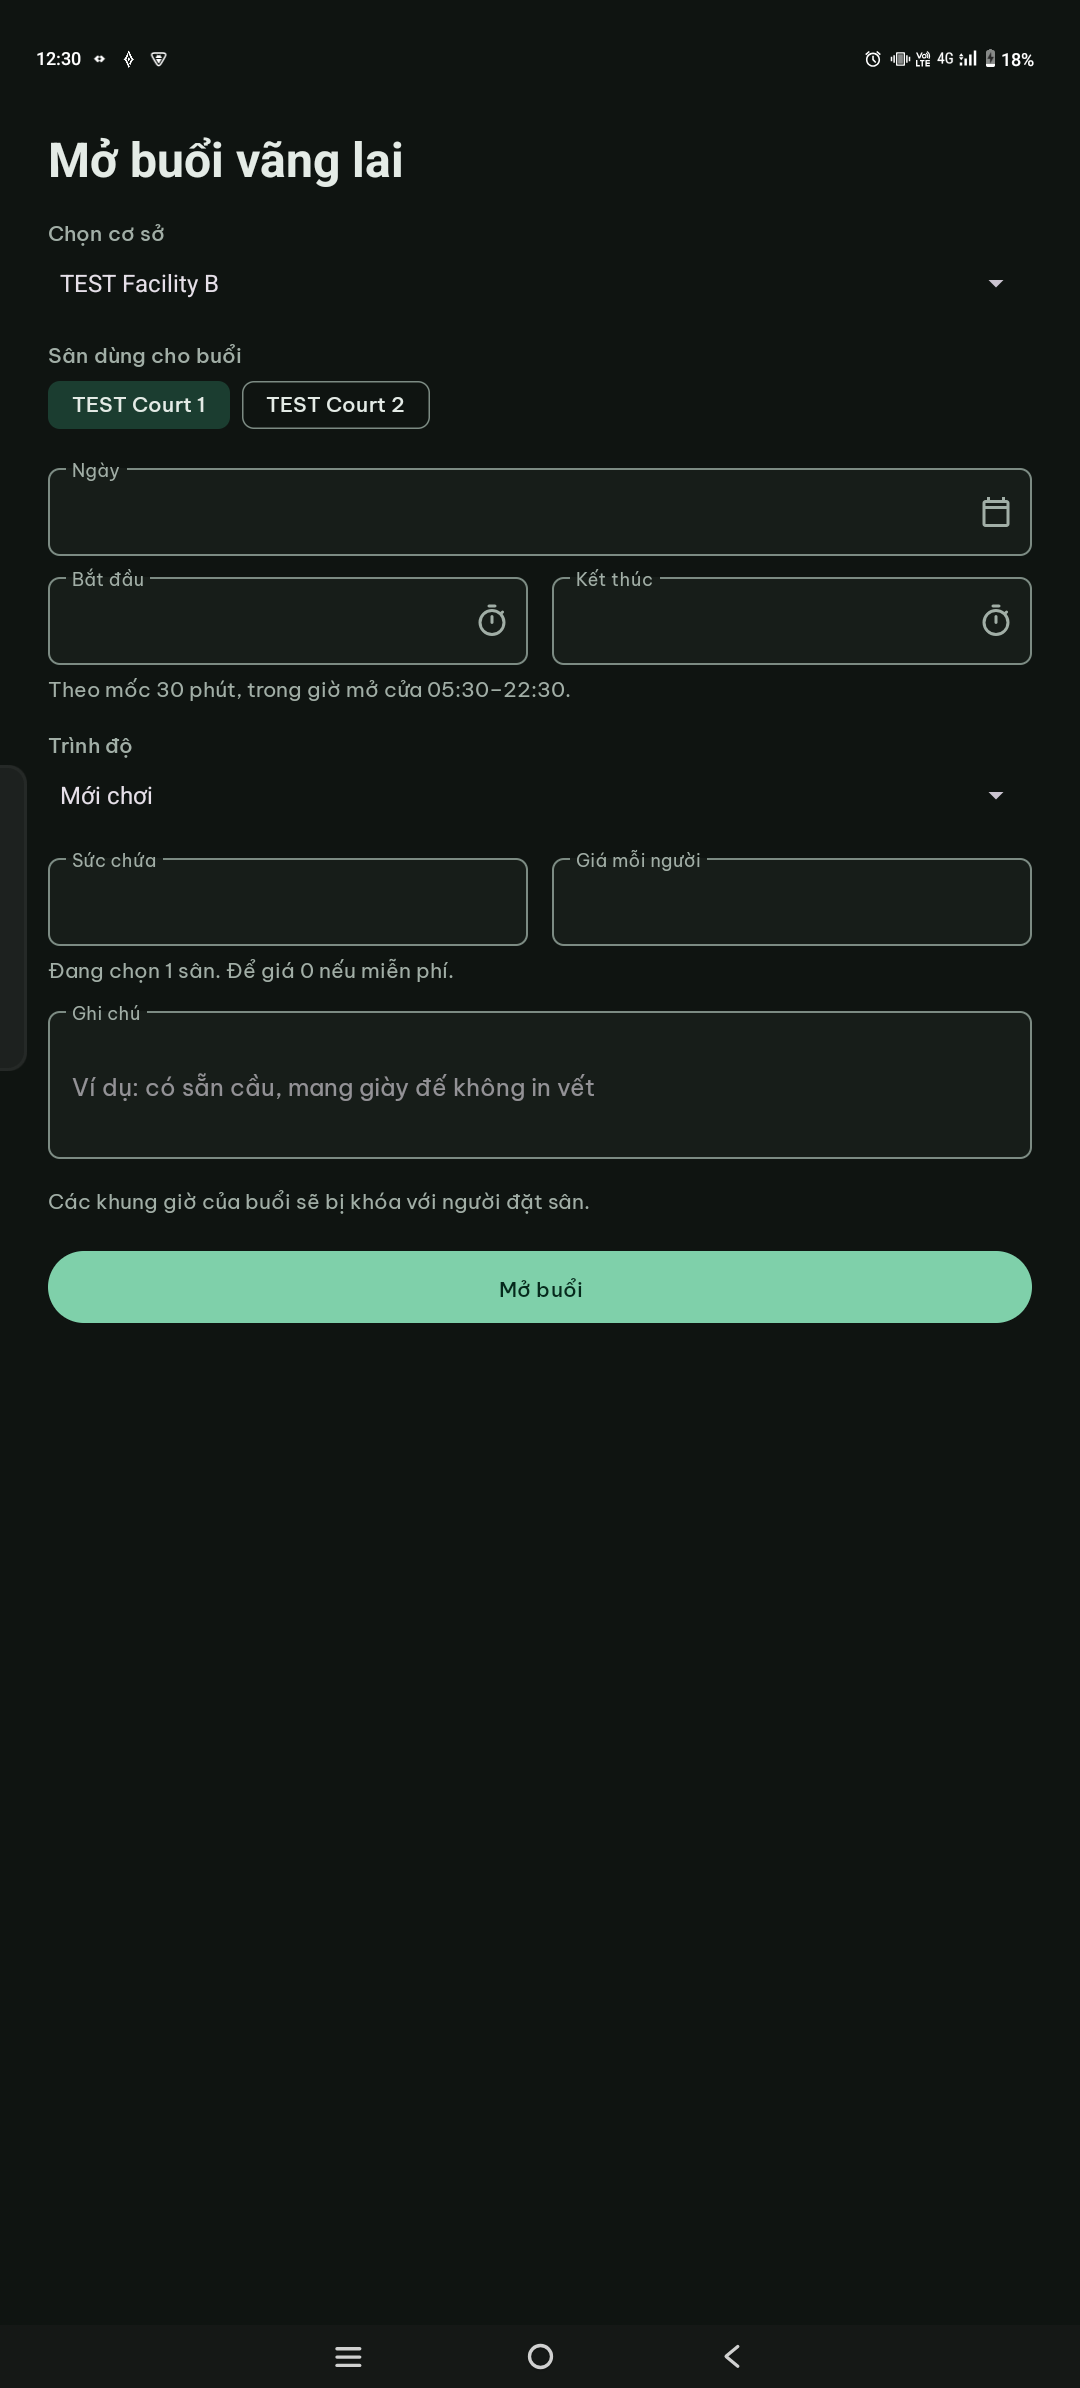 12:30
4G 18%
Mở buổi vãng lai
Chọn cơ sở
TEST Facility B
Sân dùng cho buổi
TEST Court 1 TEST Court 2
Ngày
Bắt đầu Kết thúc
Theo mốc 30 phút, trong giờ mở cửa 05:30–22:30.
Trình độ
Mới chơi
Sức chứa Giá mỗi người
Đang chọn 1 sân. Để giá 0 nếu miễn phí.
Ghi chú
Ví dụ: có sẵn cầu, mang giày đế không in vết
Các khung giờ của buổi sẽ bị khóa với người đặt sân.
Mở buổi